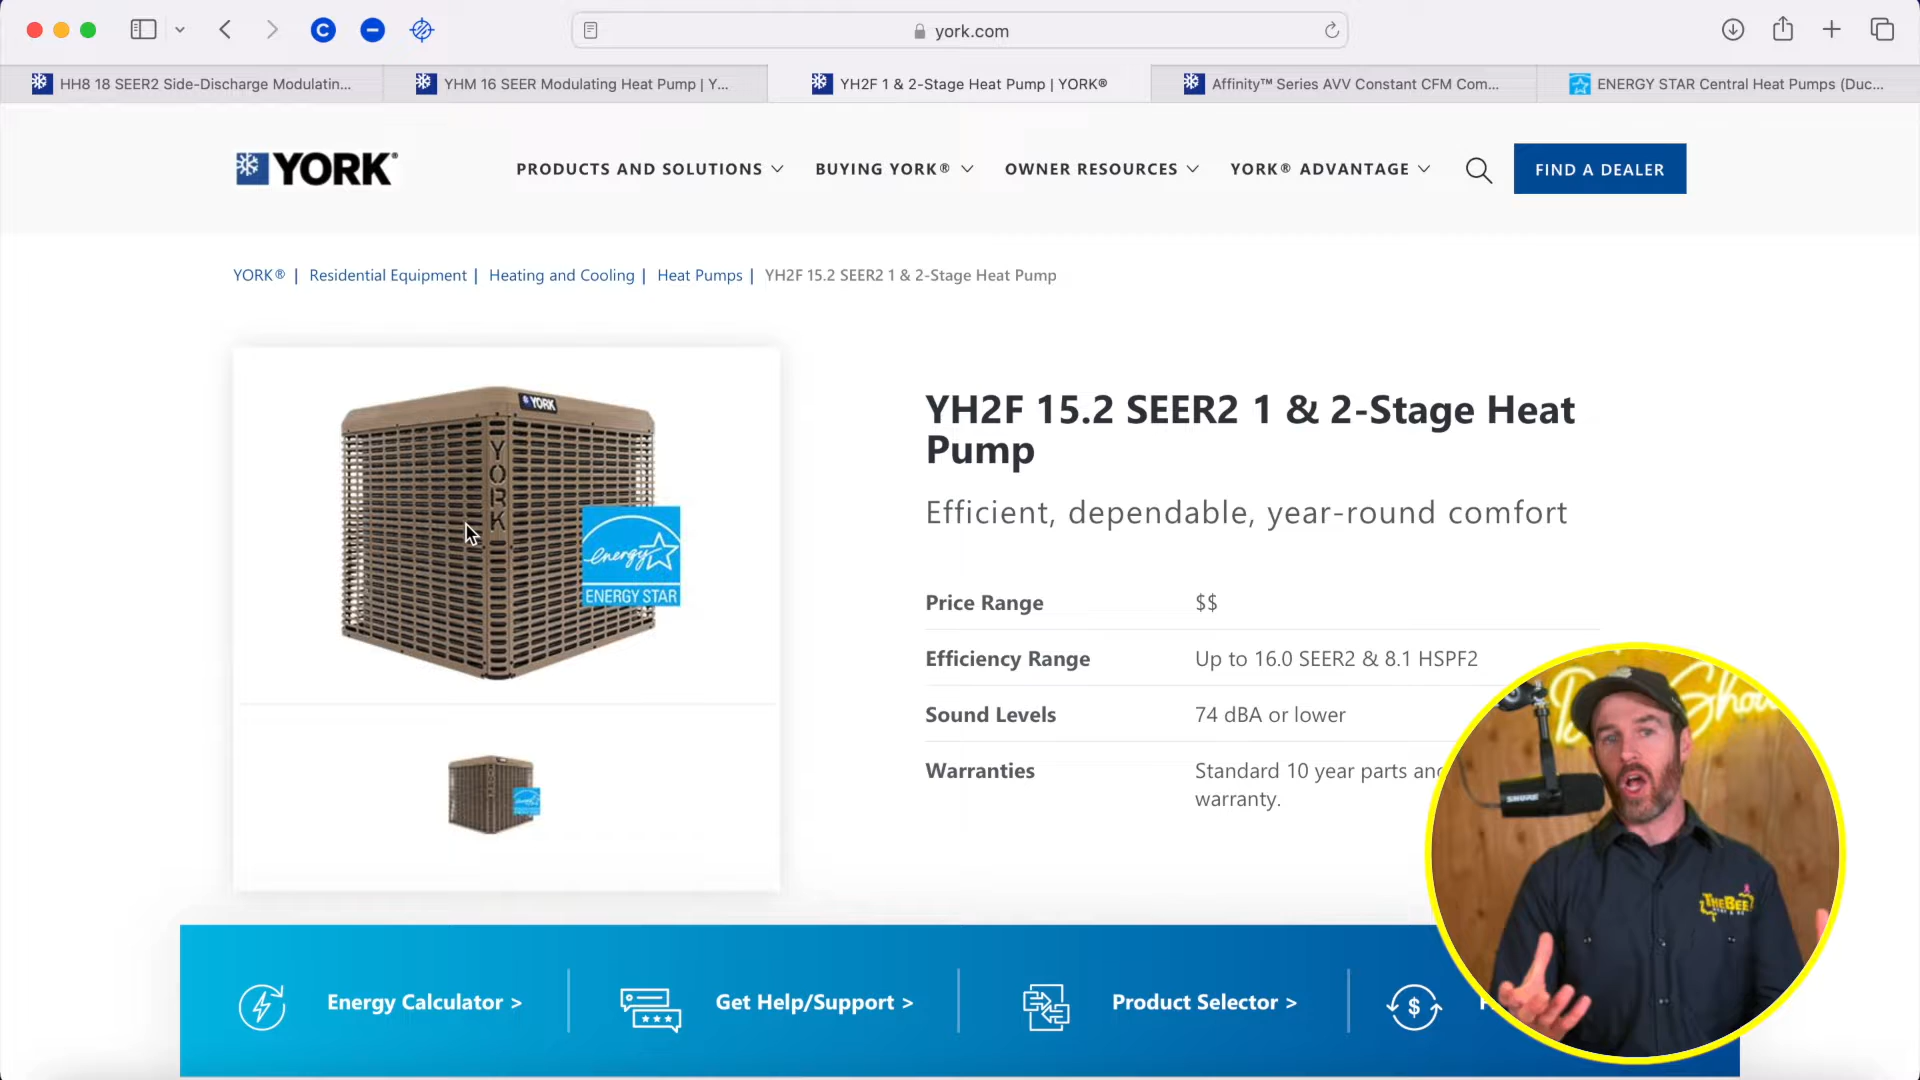 york.com
HH8 18 SEER2 Side-Discharge Modulatin...
YHM 16 SEER Modulating Heat Pump | Y...
YH2F 1 & 2-Stage Heat Pump | YORK®
Affinity™ Series AVV Constant CFM Com...
ENERGY STAR Central Heat Pumps (Duc...
YORK®
PRODUCTS AND SOLUTIONS
BUYING YORK®
OWNER RESOURCES
YORK® ADVANTAGE
FIND A DEALER
YORK® | Residential Equipment | Heating and Cooling | Heat Pumps | YH2F 15.2 SEER2 1 & 2-Stage Heat Pump
YORK
YORK
energy
ENERGY STAR
YH2F 15.2 SEER2 1 & 2-Stage Heat
Pump
Efficient, dependable, year-round comfort
Price Range $$
Efficiency Range Up to 16.0 SEER2 & 8.1 HSPF2
Sound Levels 74 dBA or lower
Warranties Standard 10 year parts and
warranty.
Show
SHURE
THE BEE
Energy Calculator >
Get Help/Support >
Product Selector >